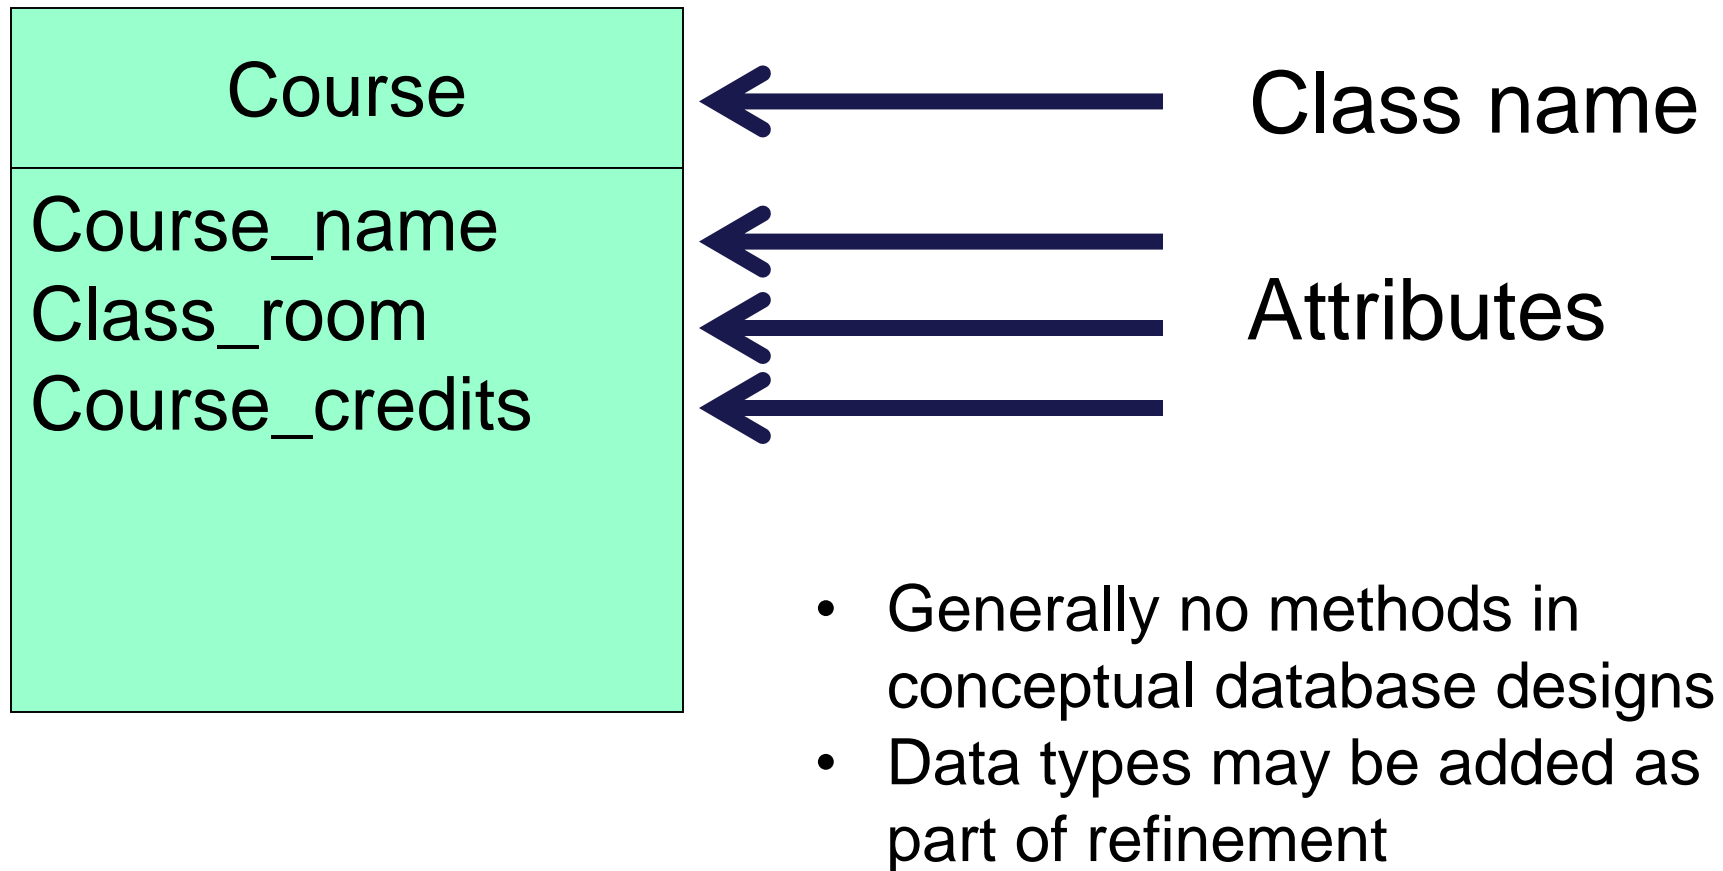 Course
Class name
Course_name
Class_room
Course_credits
Attributes
• Generally no methods in
conceptual database designs
• Data types may be added as
part of refinement